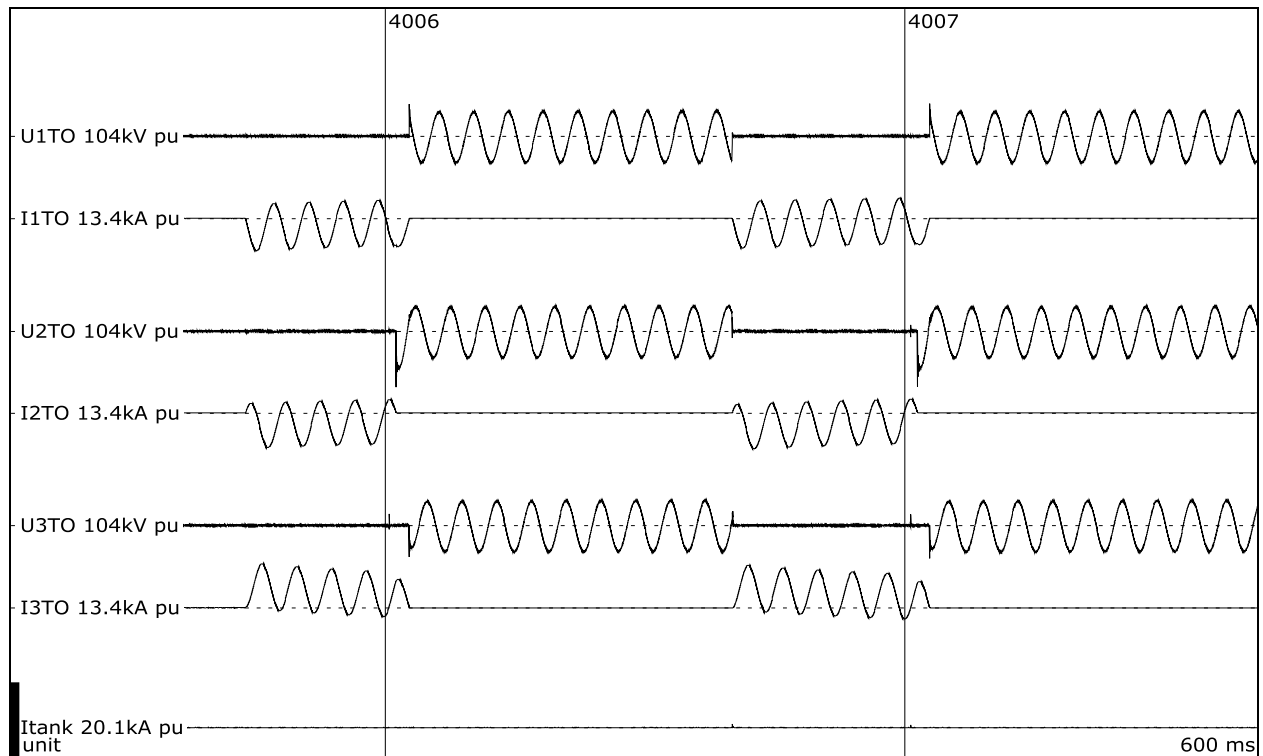 4006
4007
U1TO 104kV pu
I1TO 13.4kA pu
U2TO 104kV pu
I2TO 13.4kA pu
U3TO 104kV pu
I3TO 13.4kA pu
Itank 20.1kA pu
unit
600 ms